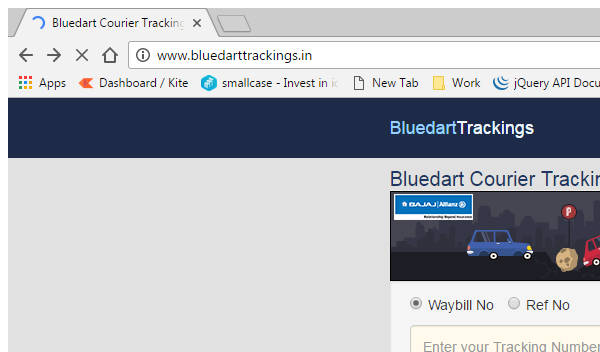 Bluedart Courier Tracking
www.bluedarttrackings.in
Apps Dashboard / Kite smallcase - Invest in New Tab Work jQuery API Docu
BluedartTrackings
Bluedart Courier Trackin
BAJAJ Allianz
Relationship Beyond Insurance
P
Waybill No Ref No
Enter your Tracking Number